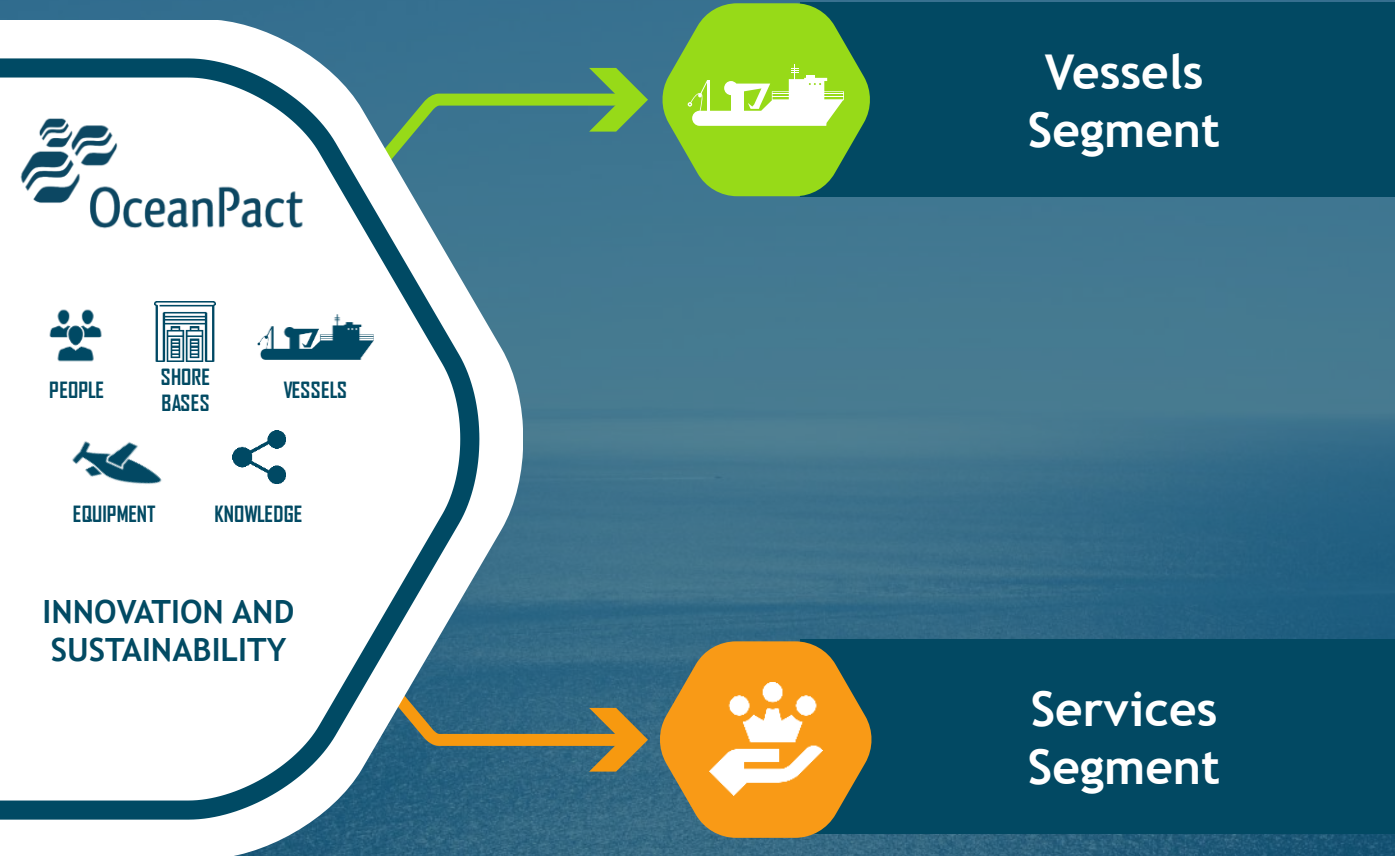 OceanPact
PEOPLE
SHORE
BASES
VESSELS
EQUIPMENT
KNOWLEDGE
INNOVATION AND
SUSTAINABILITY
Vessels
Segment
Services
Segment